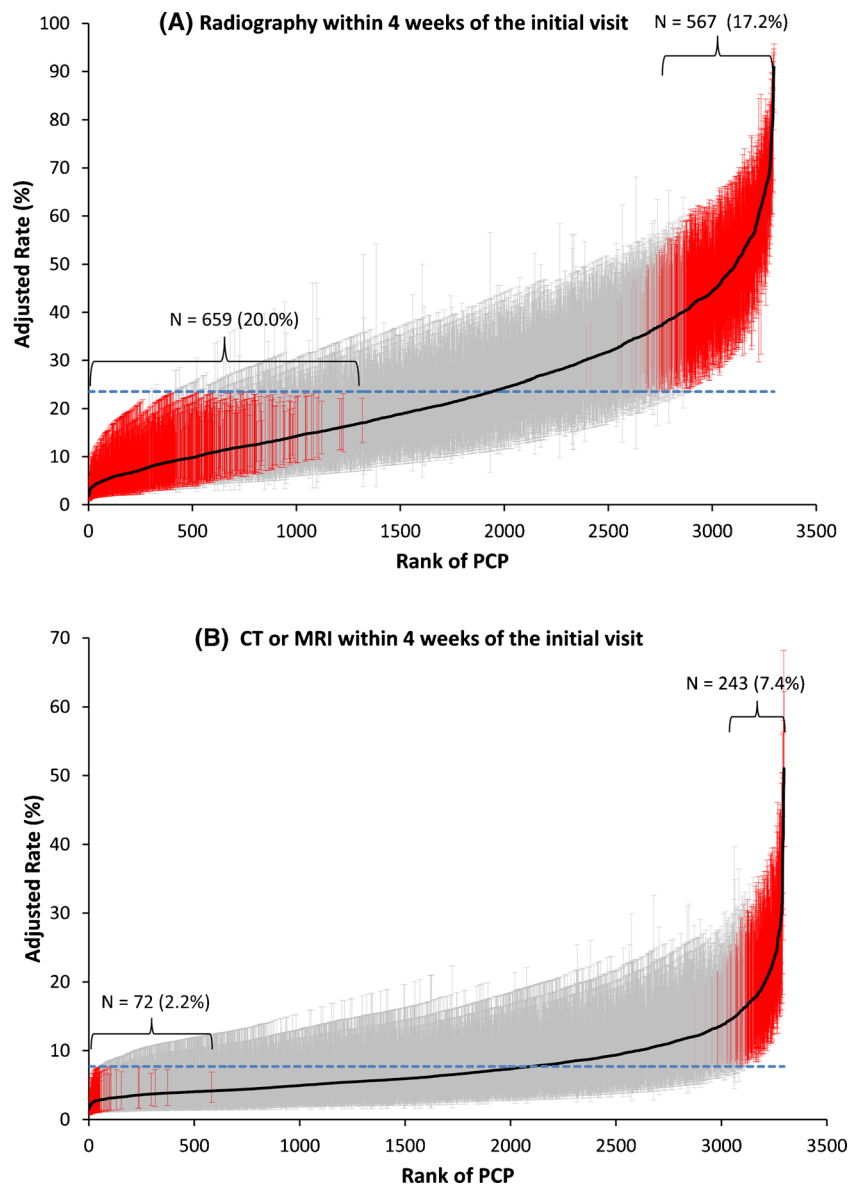 (A) Radiography within 4 weeks of the initial visit
N = 567 (17.2%)
100
90
80
70
60
50
40
30
20
10
0
Adjusted Rate (%)
N = 659 (20.0%)
0 500 1000 1500 2000 2500 3000 3500
Rank of PCP
(B) CT or MRI within 4 weeks of the initial visit
N = 243 (7.4%)
70
60
50
40
30
20
10
0
Adjusted Rate (%)
N = 72 (2.2%)
0 500 1000 1500 2000 2500 3000 3500
Rank of PCP